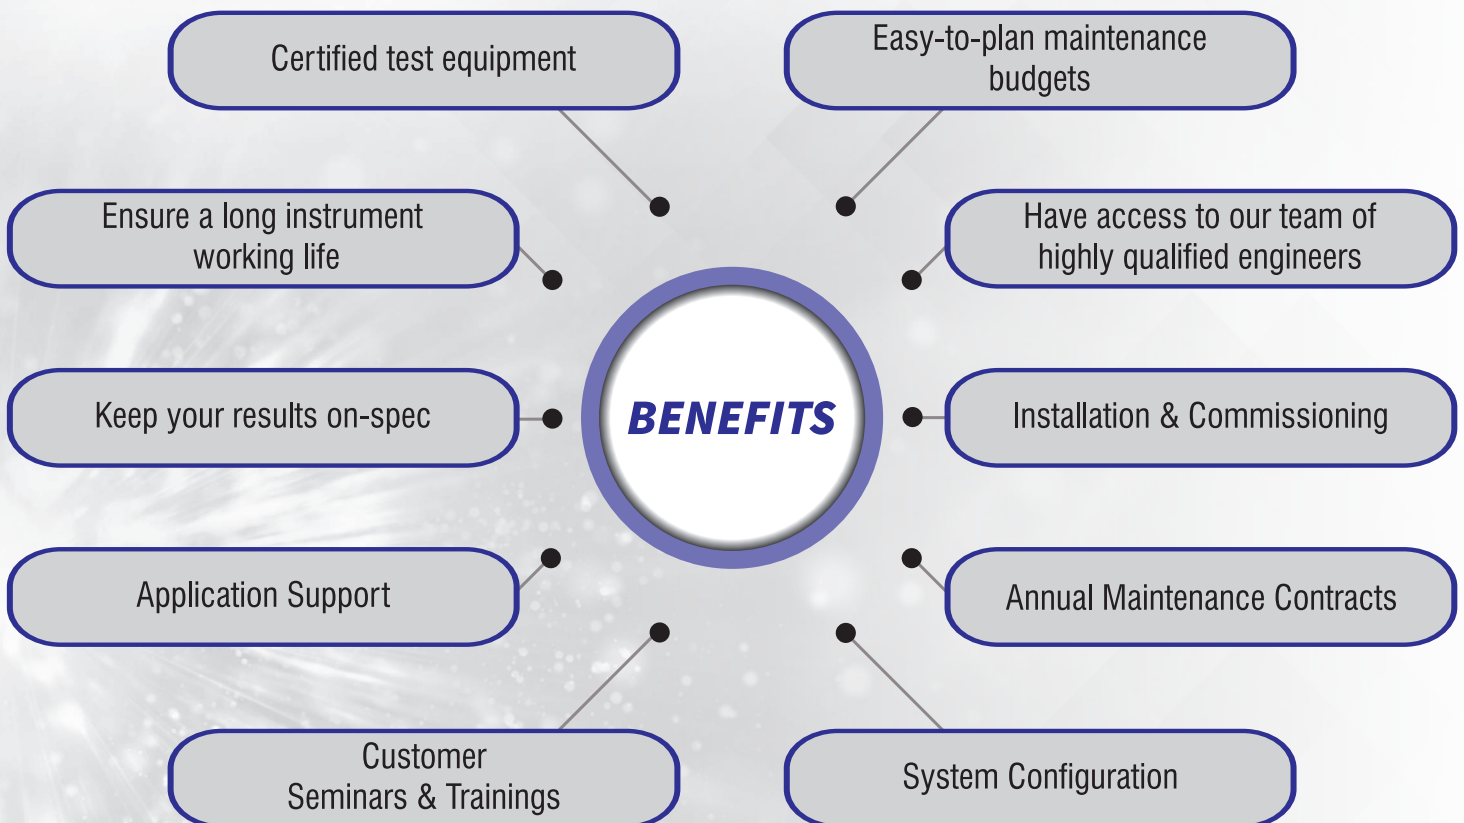 Certified test equipment
Easy-to-plan maintenance
budgets
Ensure a long instrument
working life
Have access to our team of
highly qualified engineers
Keep your results on-spec
BENEFITS
Installation & Commissioning
Application Support
Annual Maintenance Contracts
Customer
Seminars & Trainings
System Configuration